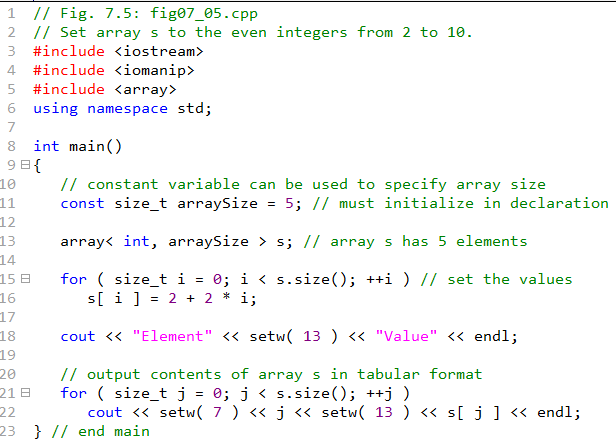 1 // Fig. 7.5: fig07_05.cpp
2 // Set array s to the even integers from 2 to 10.
3 #include <iostream>
4 #include <iomanip>
5 #include <array>
6 using namespace std;
7
8 int main()
9 {
10    // constant variable can be used to specify array size
11    const size_t arraySize = 5; // must initialize in declaration
12
13    array< int, arraySize > s; // array s has 5 elements
14
15    for ( size_t i = 0; i < s.size(); ++i ) // set the values
16       s[ i ] = 2 + 2 * i;
17
18    cout << "Element" << setw( 13 ) << "Value" << endl;
19
20    // output contents of array s in tabular format
21    for ( size_t j = 0; j < s.size(); ++j )
22       cout << setw( 7 ) << j << setw( 13 ) << s[ j ] << endl;
23 } // end main